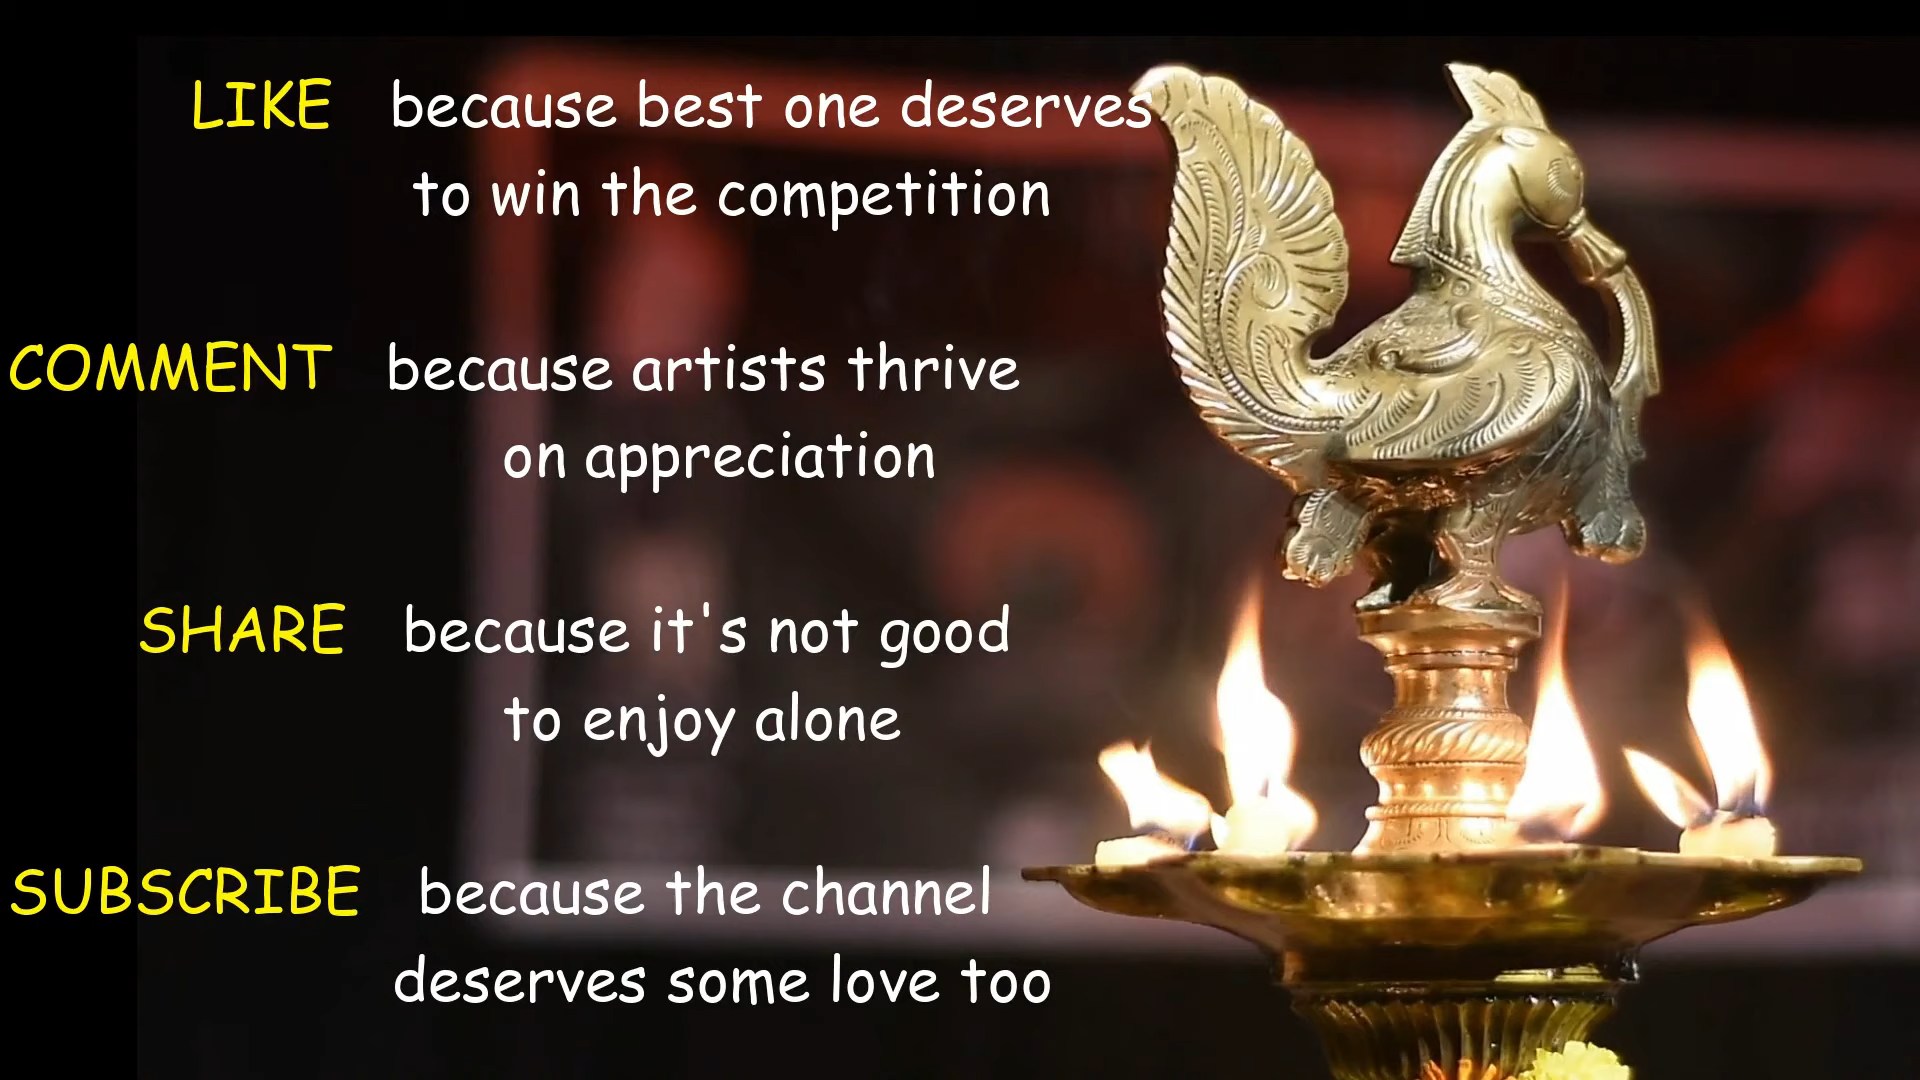 LIKE because best one deserves
to win the competition
COMMENT because artists thrive
on appreciation
SHARE because it's not good
to enjoy alone
SUBSCRIBE because the channel
deserves some love too